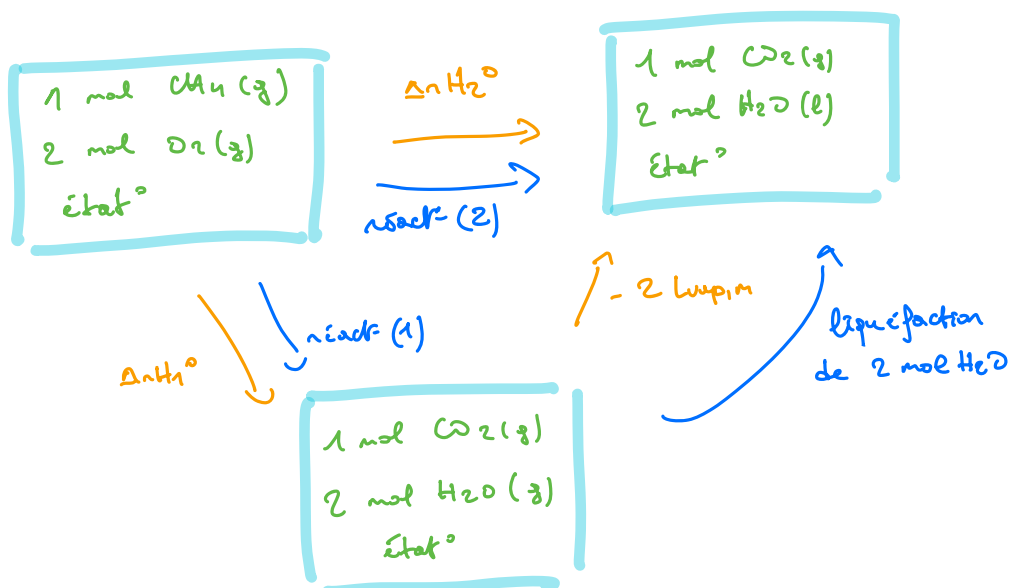 1 mol CH4 (g)
2 mol O2 (g)
état°
ΔrH2°
réact° (2)
1 mol CO2 (g)
2 mol H2O (l)
État°
ΔrH1°
réact° (1)
- 2 Lvap,m
liquéfaction
de 2 mol H2O
1 mol CO2 (g)
2 mol H2O (g)
état°